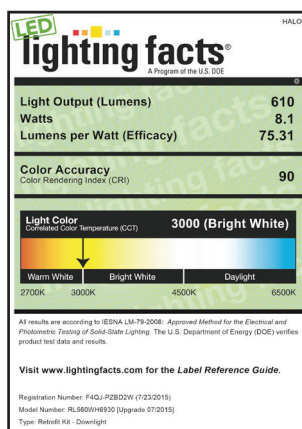 HALO
LED
lighting facts®
A Program of the U.S. DOE
Light Output (Lumens) 610
Watts 8.1
Lumens per Watt (Efficacy) 75.31
Color Accuracy 90
Color Rendering Index (CRI)
Light Color 3000 (Bright White)
Correlated Color Temperature (CCT)
Warm White Bright White Daylight
2700K 3000K 4500K 6500K
All results are according to IESNA LM-79-2008: Approved Method for the Electrical and
Photometric Testing of Solid-State Lighting. The U.S. Department of Energy (DOE) verifies
product test data and results.
Visit www.lightingfacts.com for the Label Reference Guide.
Registration Number: F4QJ-PZBD2W (7/23/2015)
Model Number: RL560WH6930 [Upgrade 07/2015]
Type: Retrofit Kit - Downlight